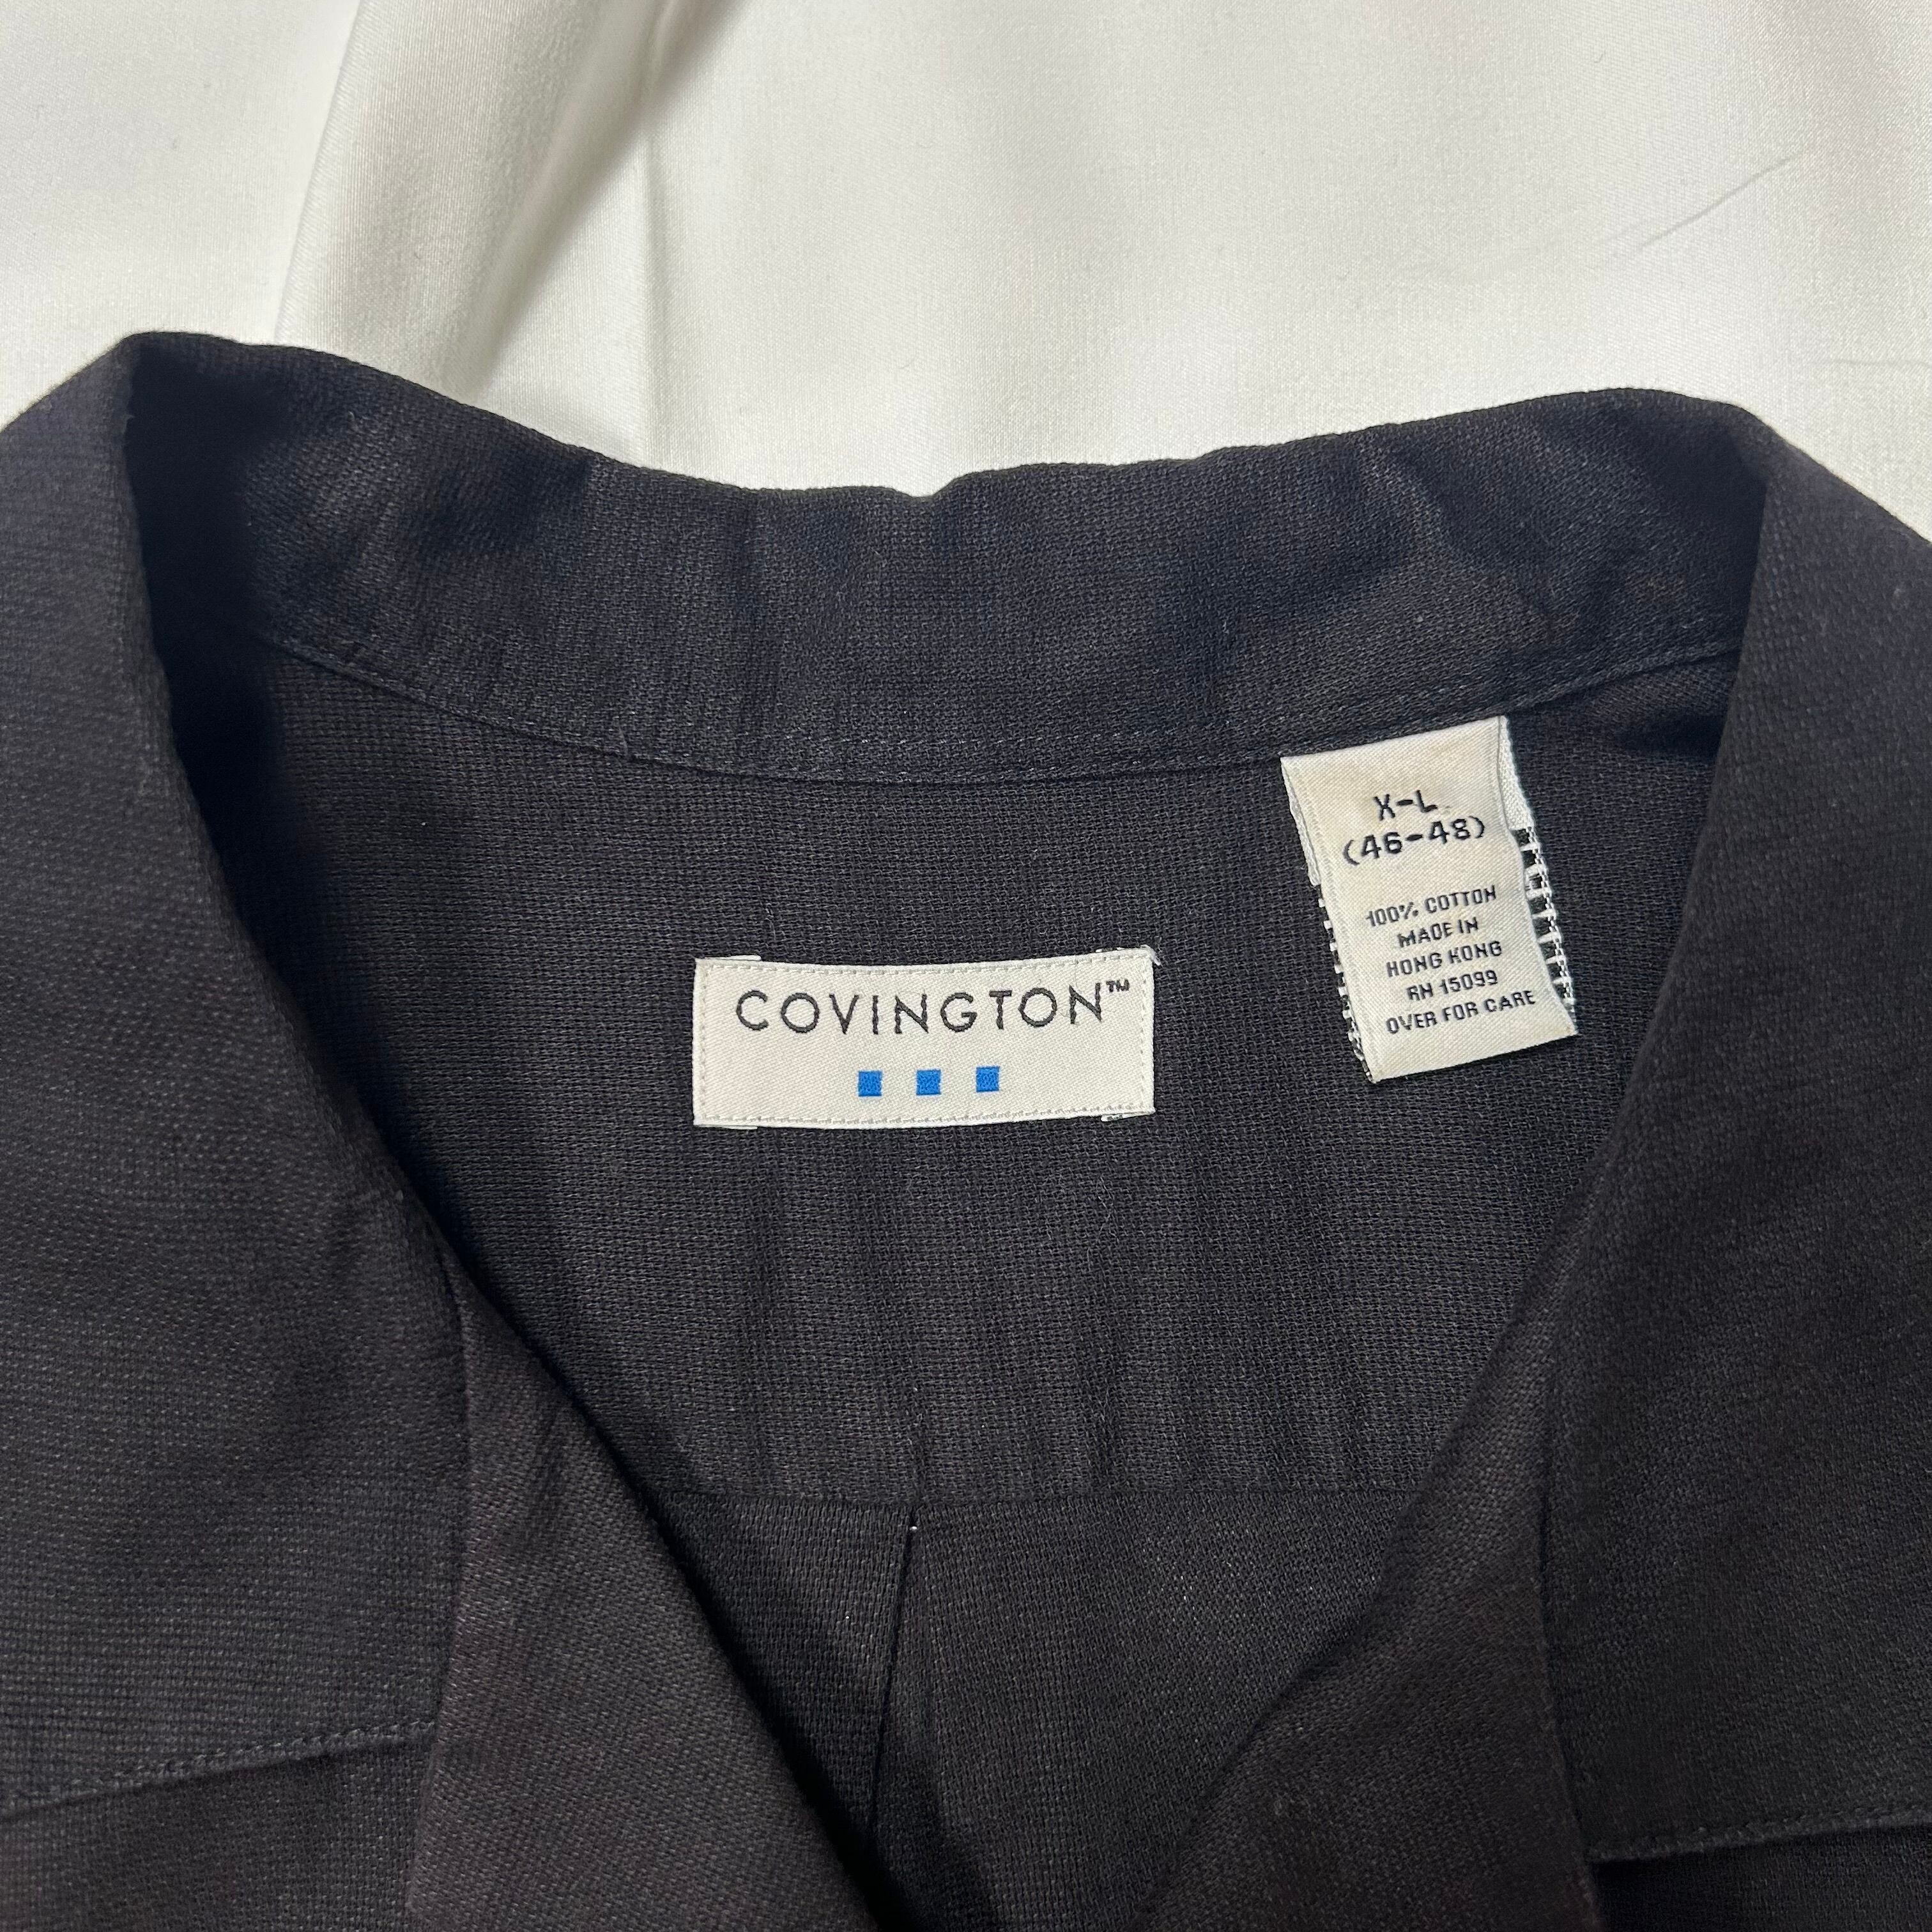 COVINGTON™
X-L
(46-48)
100% COTTON
MADE IN
HONG KONG
RN 15099
OVER FOR CARE